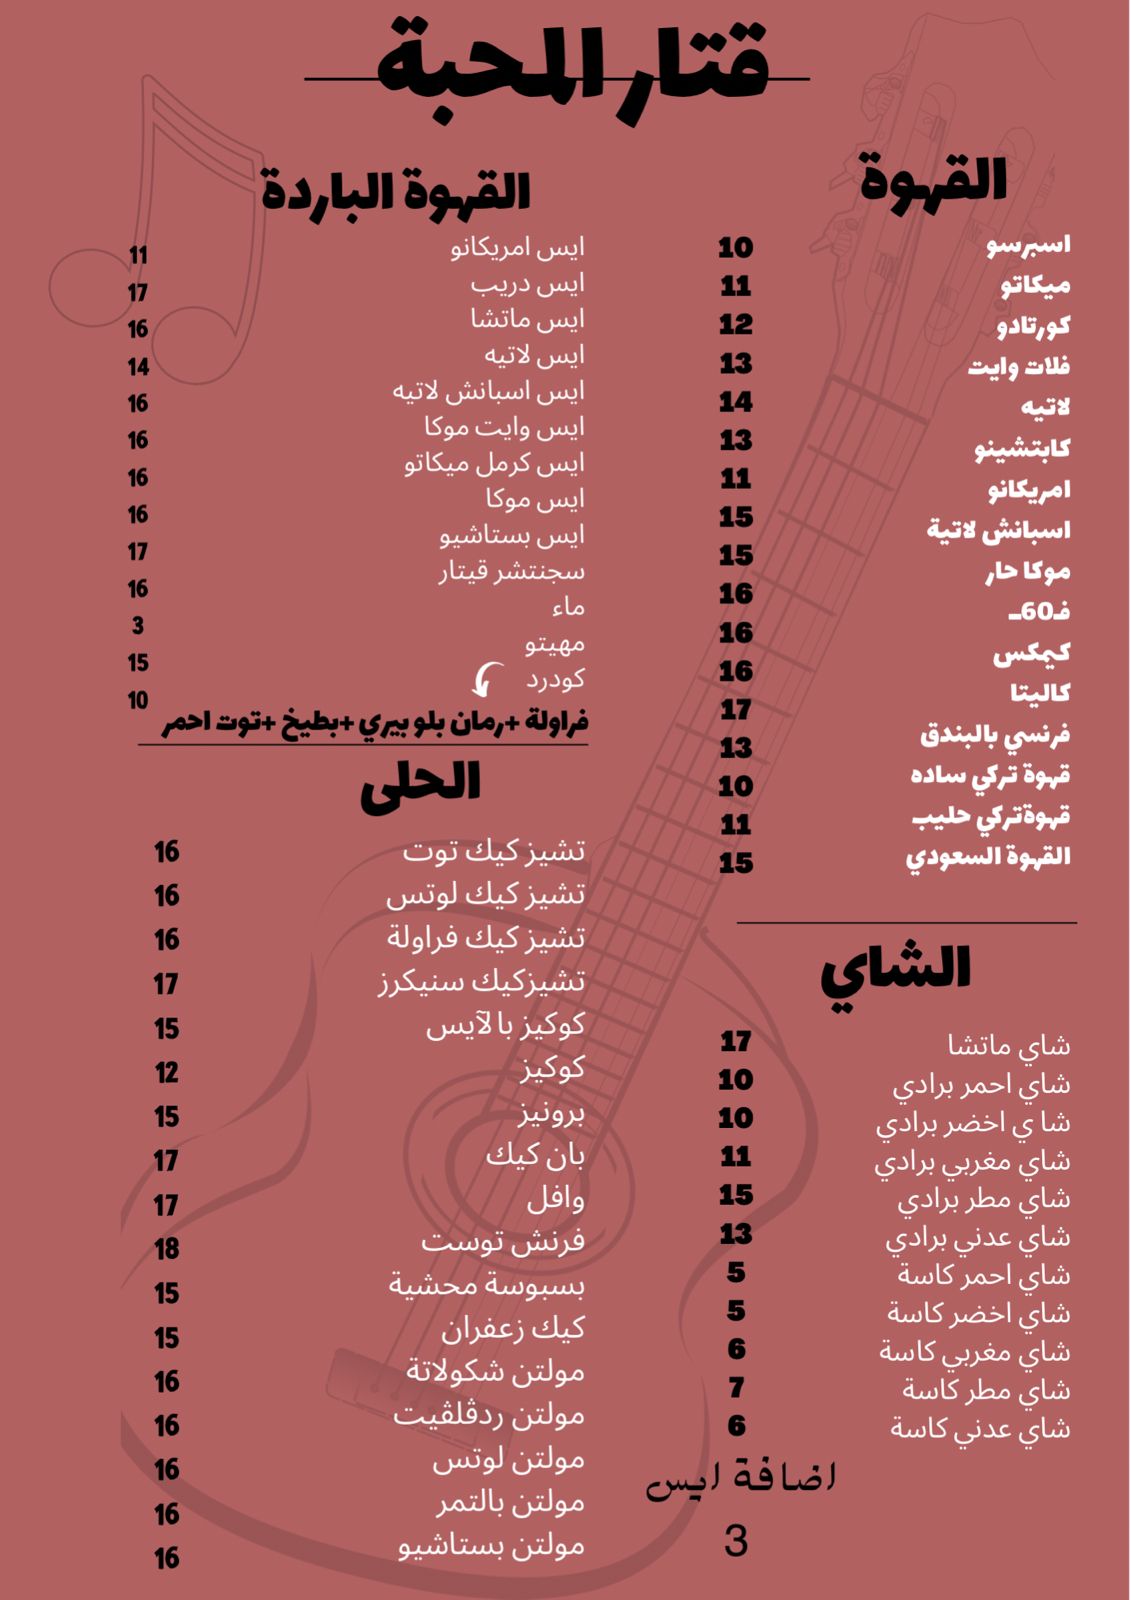 قتار المحبة
القهوة
اسبرسو 10
ميكاتو 11
كورتادو 12
فلات وايت 13
لاتيه 14
كابتشينو 13
امريكانو 11
اسبانش لاتية 15
موكا حار 15
فـ60ـ 16
كيمكس 16
كاليتا 16
فرنسي بالبندق 17
قهوة تركي ساده 13
قهوةتركي حليب 10
القهوة السعودي 11
15
الشاي
شاي ماتشا 17
شاي احمر برادي 10
شا ي اخضر برادي 10
شاي مغربي برادي 11
شاي مطر برادي 15
شاي عدني برادي 13
شاي احمر كاسة 5
شاي اخضر كاسة 5
شاي مغربي كاسة 6
شاي مطر كاسة 7
شاي عدني كاسة 6
اضافة ايس
3
القهوة الباردة
ايس امريكانو 11
ايس دريب 17
ايس ماتشا 16
ايس لاتيه 14
ايس اسبانش لاتيه 16
ايس وايت موكا 16
ايس كرمل ميكاتو 16
ايس موكا 16
ايس بستاشيو 17
سجنتشر قيتار 16
ماء 3
مهيتو 15
كودرد 10
فراولة +رمان بلو بيري +بطيخ +توت احمر
الحلى
تشيز كيك توت 16
تشيز كيك لوتس 16
تشيز كيك فراولة 16
تشيزكيك سنيكرز 17
كوكيز با لآيس 15
كوكيز 12
برونيز 15
بان كيك 17
وافل 17
فرنش توست 18
بسبوسة محشية 15
كيك زعفران 15
مولتن شكولاتة 16
مولتن ردڤلڤيت 16
مولتن لوتس 16
مولتن بالتمر 16
مولتن بستاشيو 16